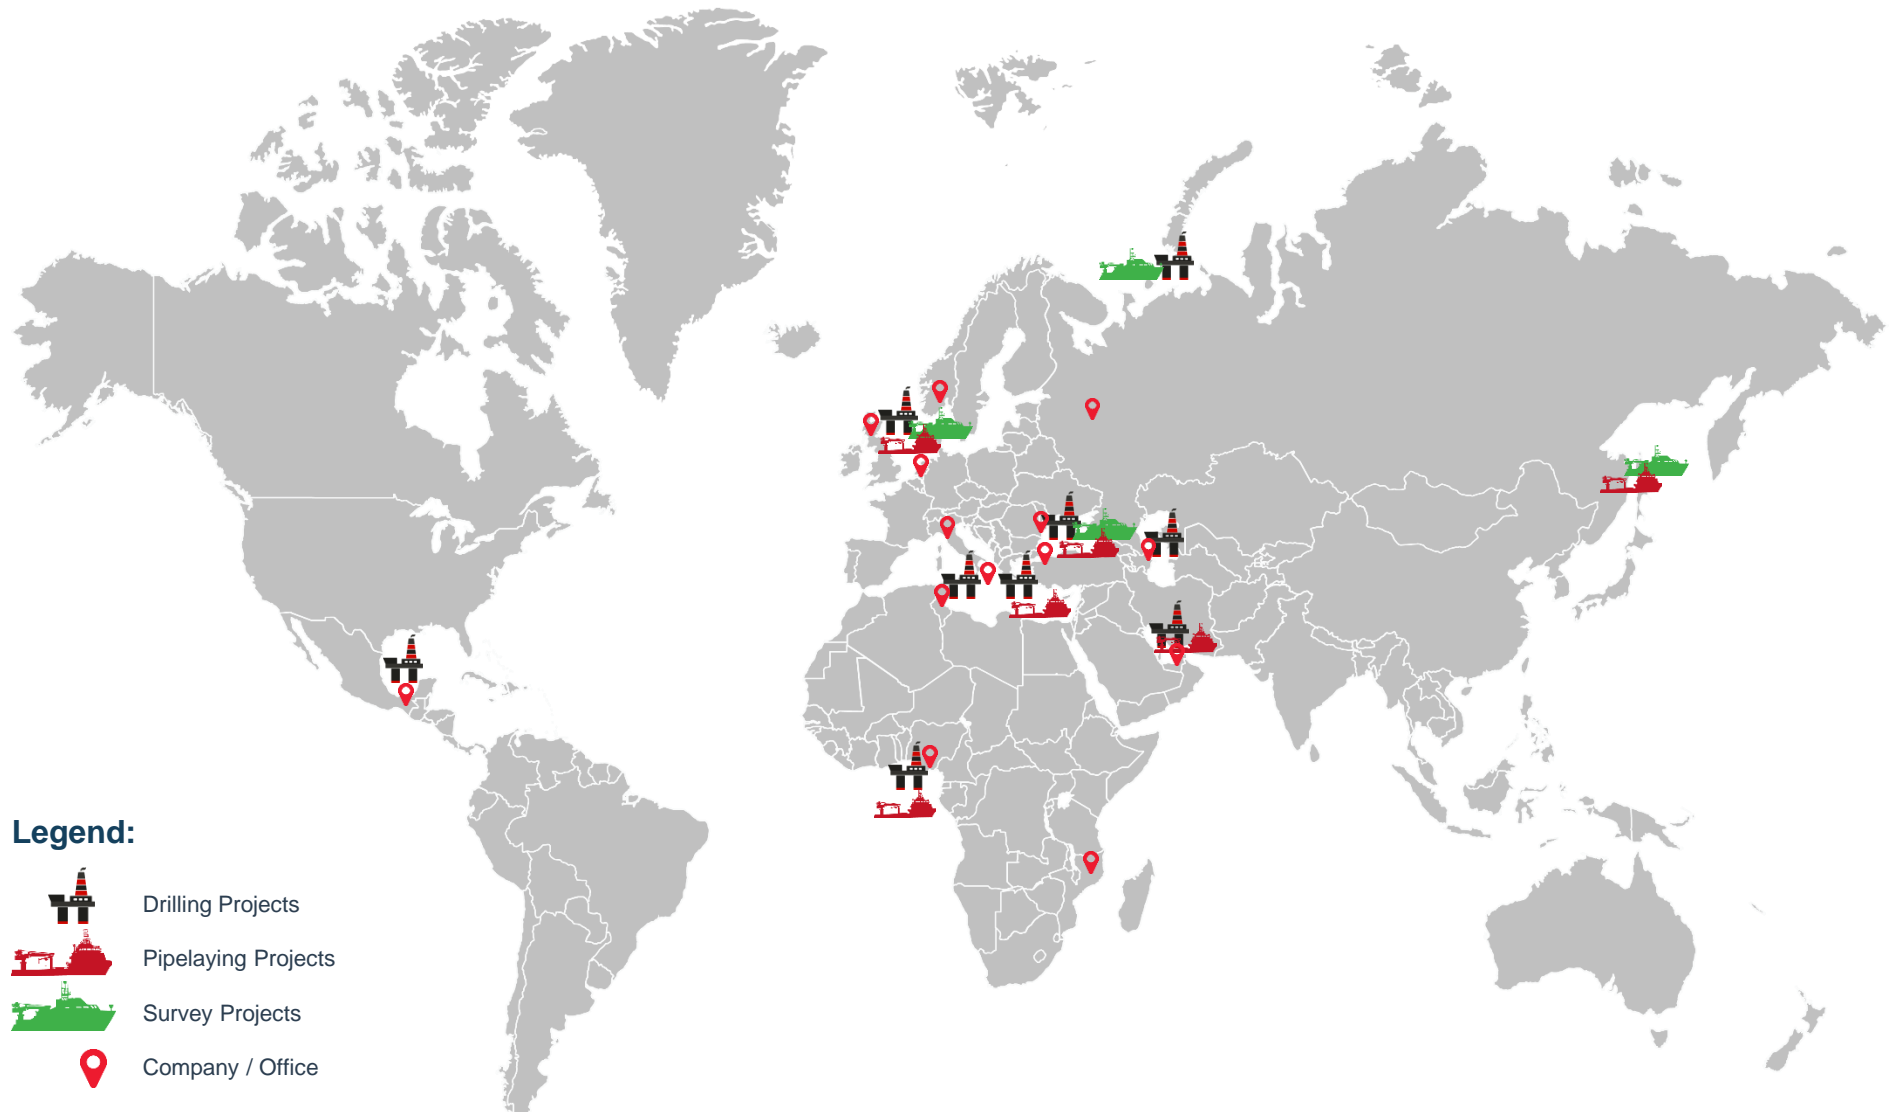 Legend:
Drilling Projects
Pipelaying Projects
Survey Projects
Company / Office